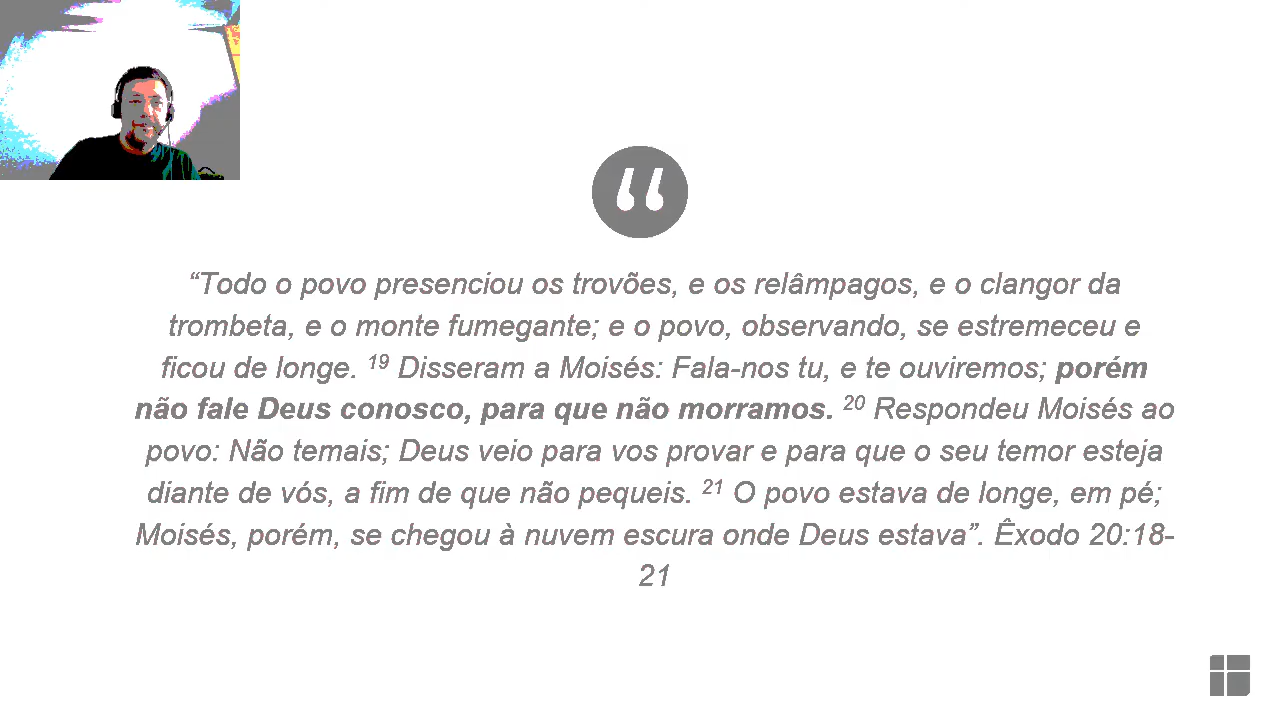 “Todo o povo presenciou os trovões, e os relâmpagos, e o clangor da
trombeta, e o monte fumegante; e o povo, observando, se estremeceu e
ficou de longe. 19 Disseram a Moisés: Fala-nos tu, e te ouviremos; porém
não fale Deus conosco, para que não morramos. 20 Respondeu Moisés ao
povo: Não temais; Deus veio para vos provar e para que o seu temor esteja
diante de vós, a fim de que não pequeis. 21 O povo estava de longe, em pé;
Moisés, porém, se chegou à nuvem escura onde Deus estava”. Êxodo 20:18-
21